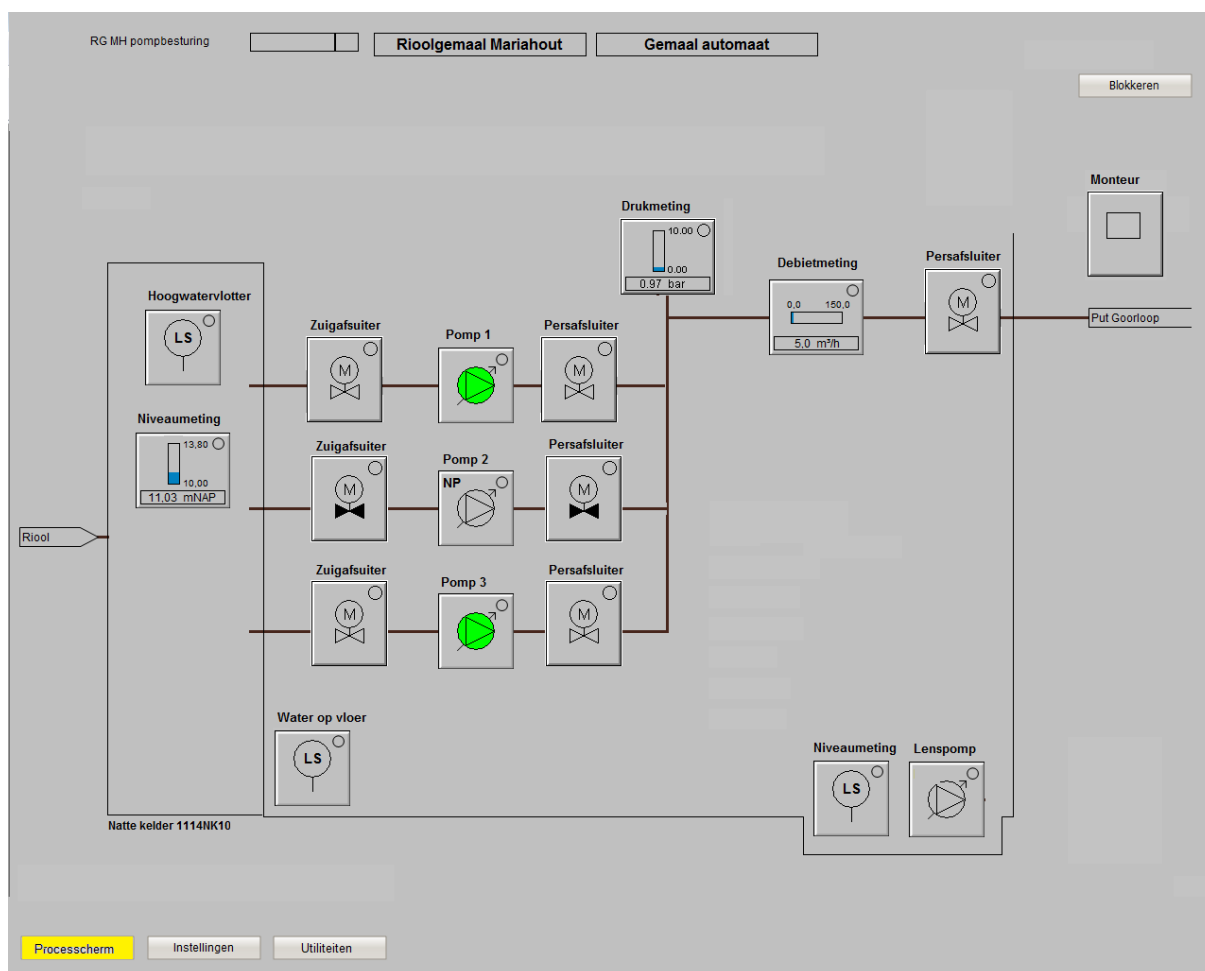 RG MH pompbesturing
Rioolgemaal Mariahout
Gemaal automaat
Blokkeren
Monteur
Drukmeting
10.00
0.00
0.97 bar
Debietmeting
0,0 150,0
5,0 m³/h
Persafsluiter
M
Put Goorloop
Hoogwatervlotter
LS
Zuigafsuiter
M
Pomp 1
Persafsluiter
M
Niveaumeting
13,80
10,00
11,03 mNAP
Zuigafsuiter
M
Pomp 2
NP
Persafsluiter
M
Riool
Zuigafsuiter
M
Pomp 3
Persafsluiter
M
Water op vloer
LS
Niveaumeting
LS
Lenspomp
Natte kelder 1114NK10
Processcherm
Instellingen
Utiliteiten